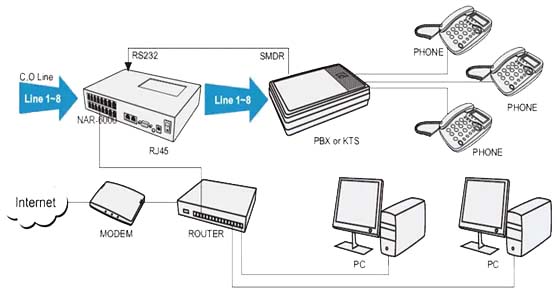 PHONE
RS232
SMDR
C.O Line
Line 1~8
Line 1~8
PHONE
NAR-6000
RJ45
PBX or KTS
PHONE
Internet
MODEM
ROUTER
PC
PC